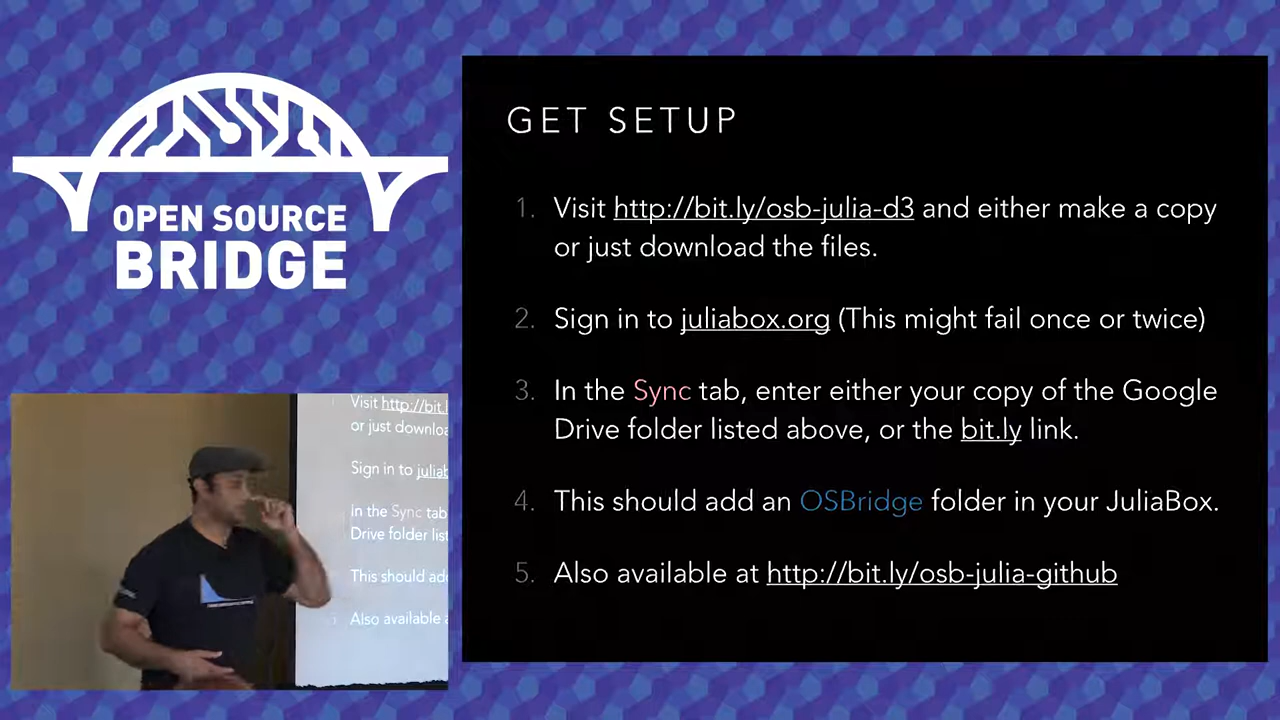 OPEN SOURCE
BRIDGE
GET SETUP
1. Visit http://bit.ly/osb-julia-d3 and either make a copy
or just download the files.
2. Sign in to juliabox.org (This might fail once or twice)
3. In the Sync tab, enter either your copy of the Google
Drive folder listed above, or the bit.ly link.
4. This should add an OSBridge folder in your JuliaBox.
5. Also available at http://bit.ly/osb-julia-github
Visit http://bit.l
or just downloa
Sign in to juliab
In the Sync tab
Drive folder list
This should add
Also available a